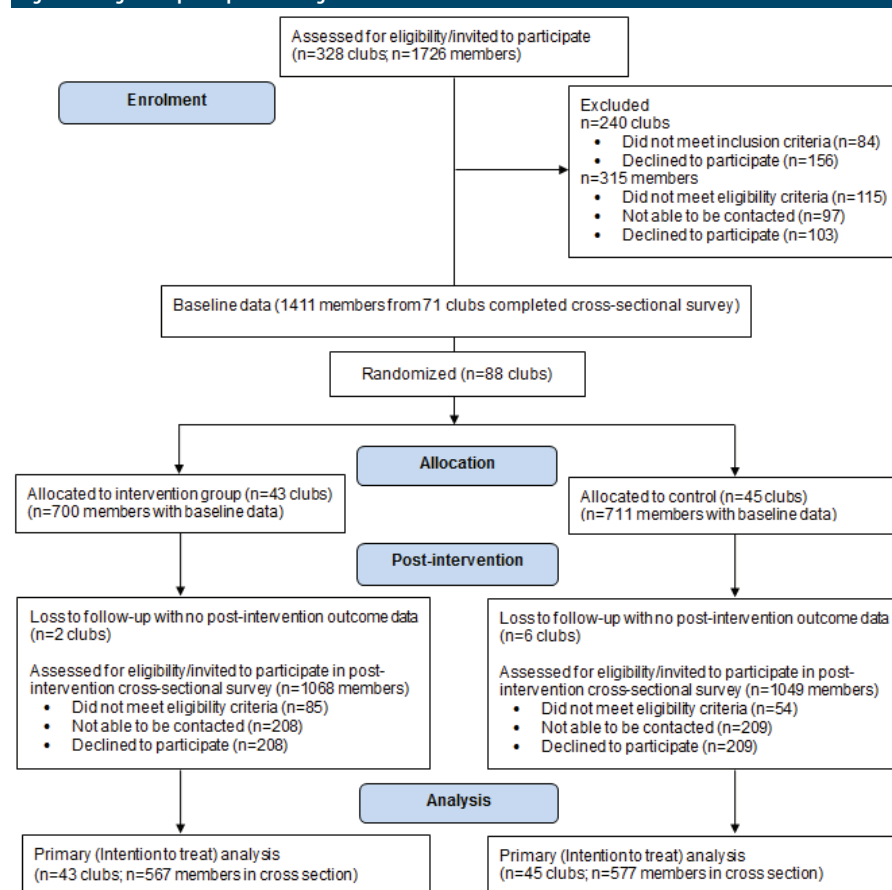 Assessed for eligibility/invited to participate
(n=328 clubs; n=1726 members)
Enrolment
Excluded
n=240 clubs
• Did not meet inclusion criteria (n=84)
• Declined to participate (n=156)
n=315 members
• Did not meet eligibility criteria (n=115)
• Not able to be contacted (n=97)
• Declined to participate (n=103)
Baseline data (1411 members from 71 clubs completed cross-sectional survey)
Randomized (n=88 clubs)
Allocation
Allocated to intervention group (n=43 clubs)
(n=700 members with baseline data)
Allocated to control (n=45 clubs)
(n=711 members with baseline data)
Post-intervention
Loss to follow-up with no post-intervention outcome data
(n=2 clubs)
Assessed for eligibility/invited to participate in post-
intervention cross-sectional survey (n=1068 members)
• Did not meet eligibility criteria (n=85)
• Not able to be contacted (n=208)
• Declined to participate (n=208)
Loss to follow-up with no post-intervention outcome data
(n=6 clubs)
Assessed for eligibility/invited to participate in post-
intervention cross-sectional survey (n=1049 members)
• Did not meet eligibility criteria (n=54)
• Not able to be contacted (n=209)
• Declined to participate (n=209)
Analysis
Primary (Intention to treat) analysis
(n=43 clubs; n=567 members in cross section)
Primary (Intention to treat) analysis
(n=45 clubs; n=577 members in cross section)